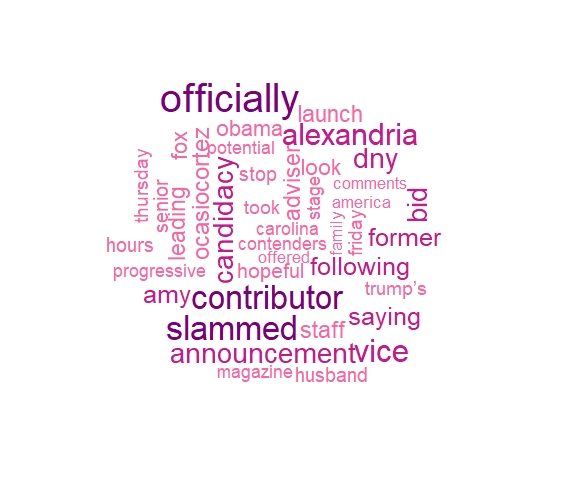 officially
launch
obama
alexandria
fox
ocasiocortez
potential
dny
thursday
senior
leading
candidacy
stop
adviser
look
stage
comments
bid
took
america
family
friday
carolina
former
hours
contenders
offered
progressive
hopeful
following
amy
contributor
trump's
slammed
staff
saying
announcement
vice
magazine
husband